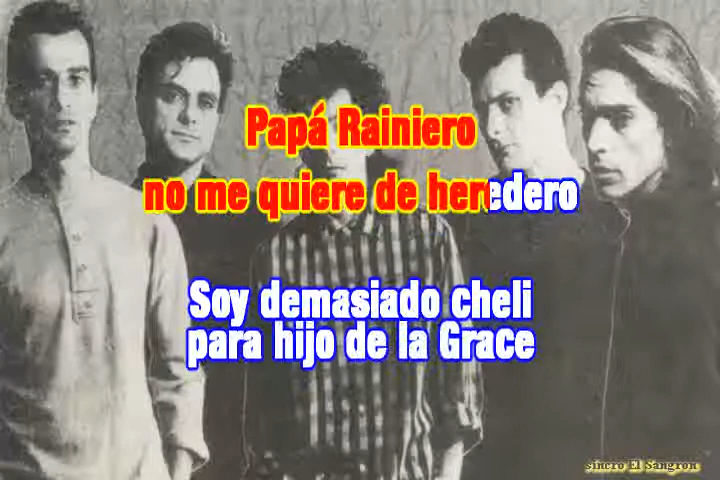 Papá Rainiero
no me quiere de heredero
Soy demasiado cheli
para hijo de la Grace
sincro El Sangron